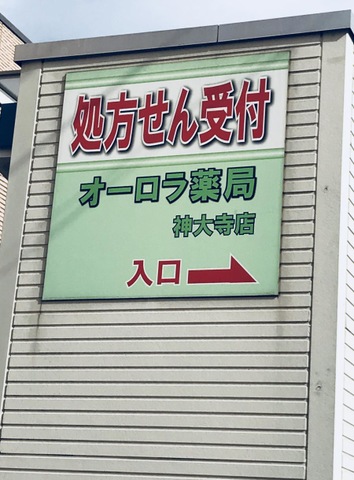 処方せん受付
オーロラ薬局
神大寺店
入口